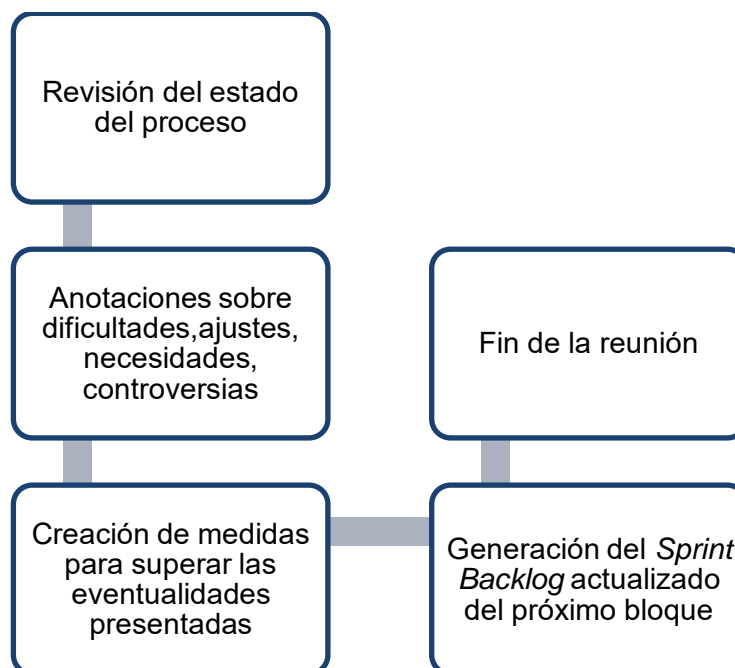 Revisión del estado
del proceso
Anotaciones sobre
dificultades,ajustes,
necesidades,
controversias
Creación de medidas
para superar las
eventualidades
presentadas
Generación del Sprint
Backlog actualizado
del próximo bloque
Fin de la reunión